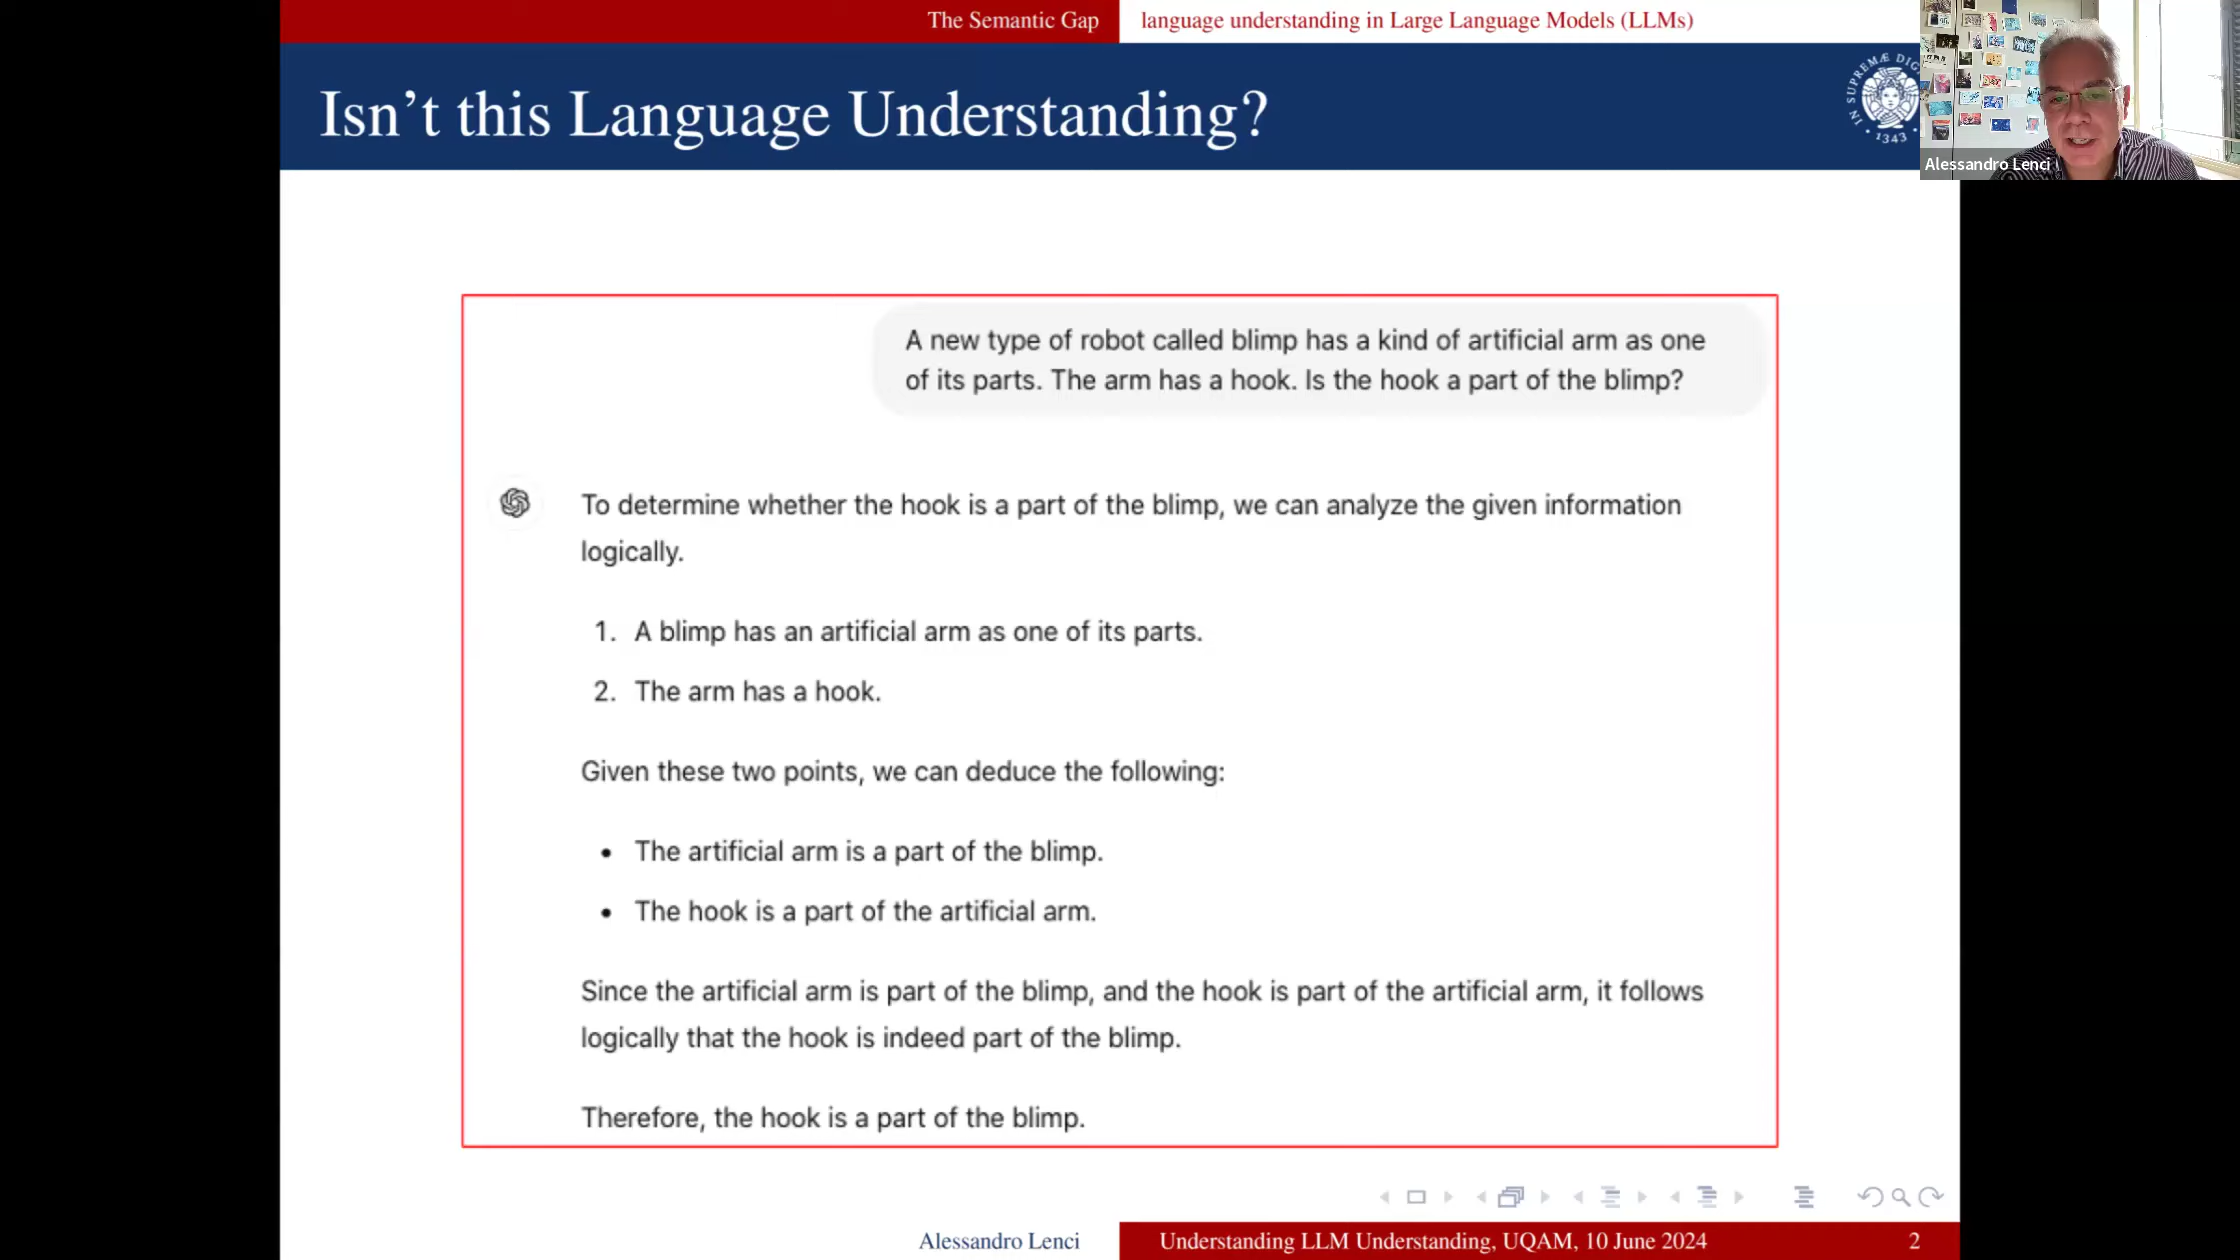 The Semantic Gap
language understanding in Large Language Models (LLMs)
Isn't this Language Understanding?
IN SUPREMÆ DIG
• 1343 •
Alessandro Lenci
A new type of robot called blimp has a kind of artificial arm as one
of its parts. The arm has a hook. Is the hook a part of the blimp?
To determine whether the hook is a part of the blimp, we can analyze the given information
logically.
1. A blimp has an artificial arm as one of its parts.
2. The arm has a hook.
Given these two points, we can deduce the following:
• The artificial arm is a part of the blimp.
• The hook is a part of the artificial arm.
Since the artificial arm is part of the blimp, and the hook is part of the artificial arm, it follows
logically that the hook is indeed part of the blimp.
Therefore, the hook is a part of the blimp.
Alessandro Lenci
Understanding LLM Understanding, UQAM, 10 June 2024
2